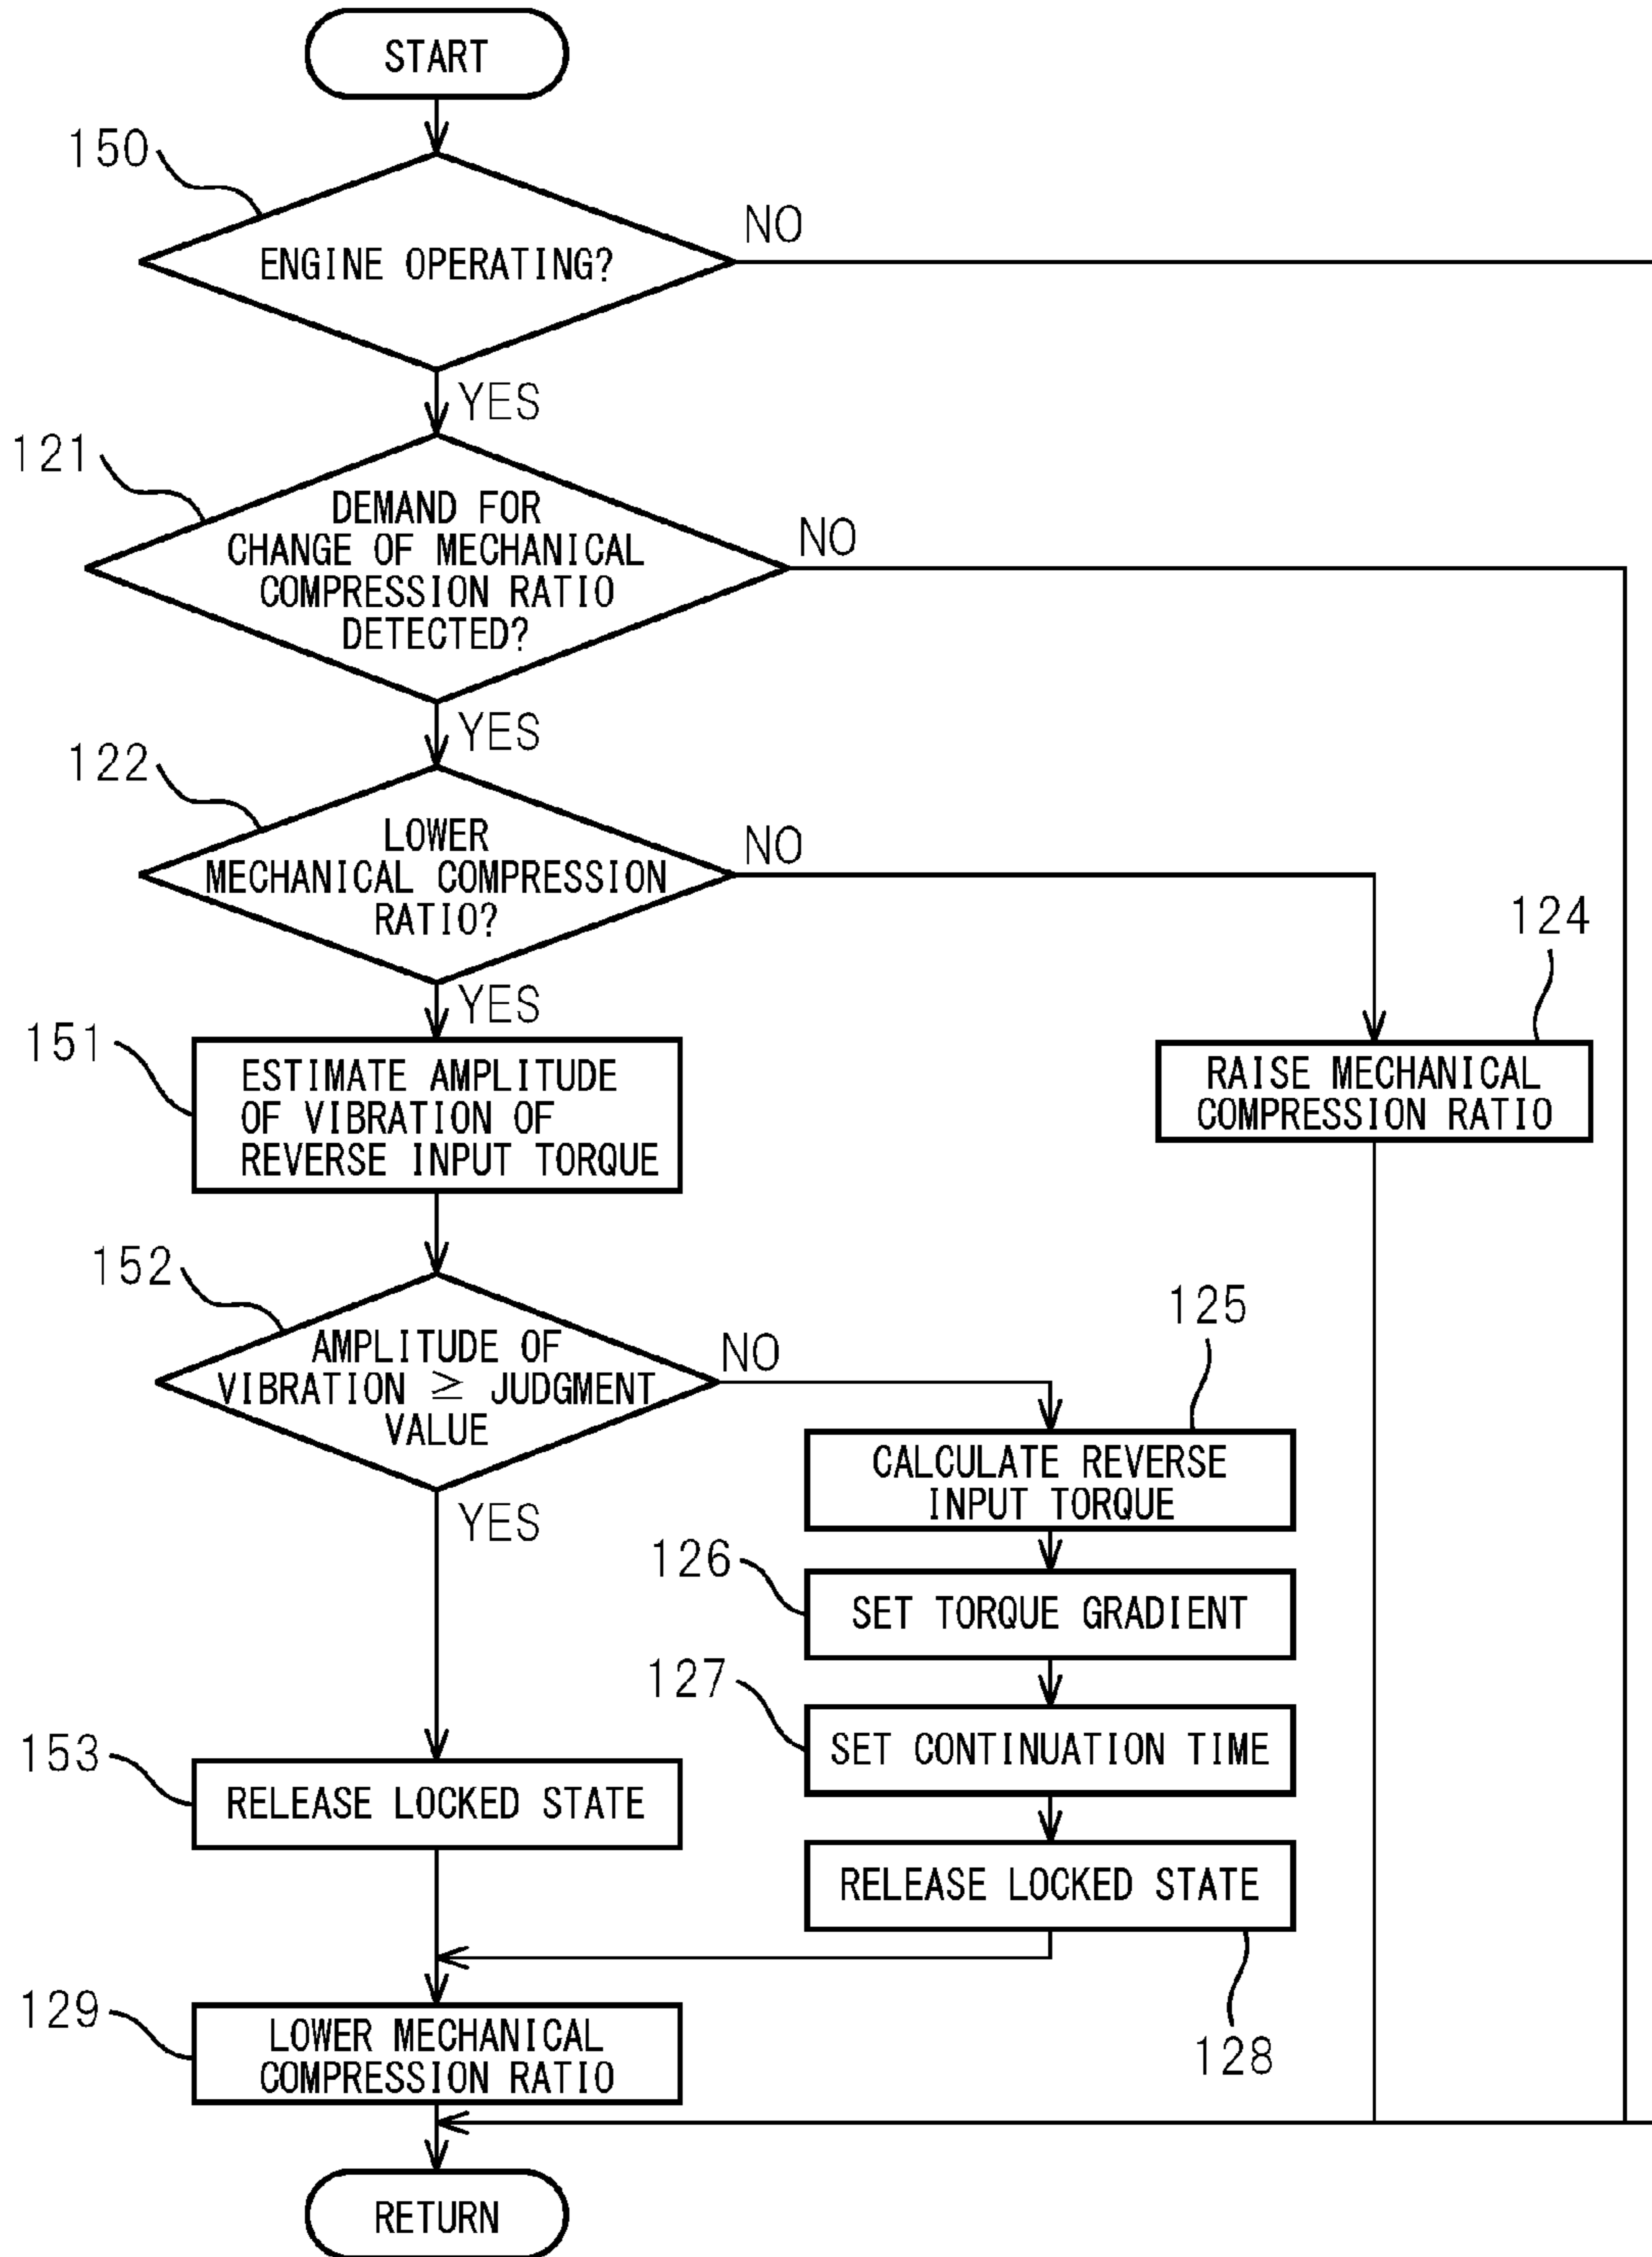 START
150
ENGINE OPERATING?
NO
YES
121
DEMAND FOR
CHANGE OF MECHANICAL
COMPRESSION RATIO
DETECTED?
NO
YES
122
LOWER
MECHANICAL COMPRESSION
RATIO?
NO
YES
124
RAISE MECHANICAL
COMPRESSION RATIO
151
ESTIMATE AMPLITUDE
OF VIBRATION OF
REVERSE INPUT TORQUE
152
AMPLITUDE OF
VIBRATION ≧ JUDGMENT
VALUE
NO
YES
125
CALCULATE REVERSE
INPUT TORQUE
126
SET TORQUE GRADIENT
127
SET CONTINUATION TIME
153
RELEASE LOCKED STATE
RELEASE LOCKED STATE
128
129
LOWER MECHANICAL
COMPRESSION RATIO
RETURN